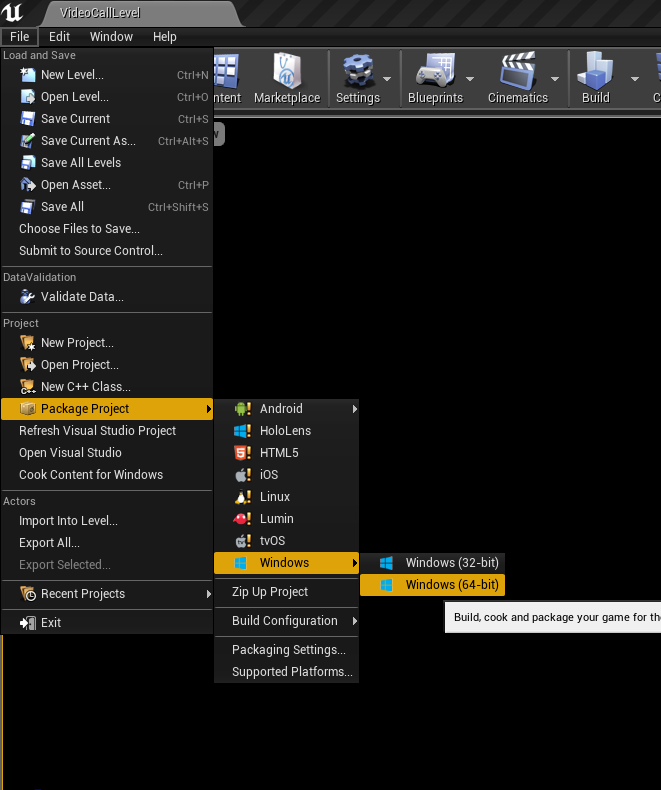 VideoCallLevel
File Edit Window Help
Load and Save
New Level... Ctrl+N
Open Level... Ctrl+O
Save Current Ctrl+S
Save Current As... Ctrl+Alt+S
Save All Levels
Open Asset... Ctrl+P
Save All Ctrl+Shift+S
Choose Files to Save...
Submit to Source Control...
DataValidation
Validate Data...
Project
New Project...
Open Project...
New C++ Class...
Package Project
Refresh Visual Studio Project
Open Visual Studio
Cook Content for Windows
Actors
Import Into Level...
Export All...
Export Selected...
Recent Projects
Exit
ntent Marketplace Settings Blueprints Cinematics Build
Android
HoloLens
HTML5
iOS
Linux
Lumin
tvOS
Windows
Zip Up Project
Build Configuration
Packaging Settings...
Supported Platforms...
Windows (32-bit)
Windows (64-bit)
Build, cook and package your game for the